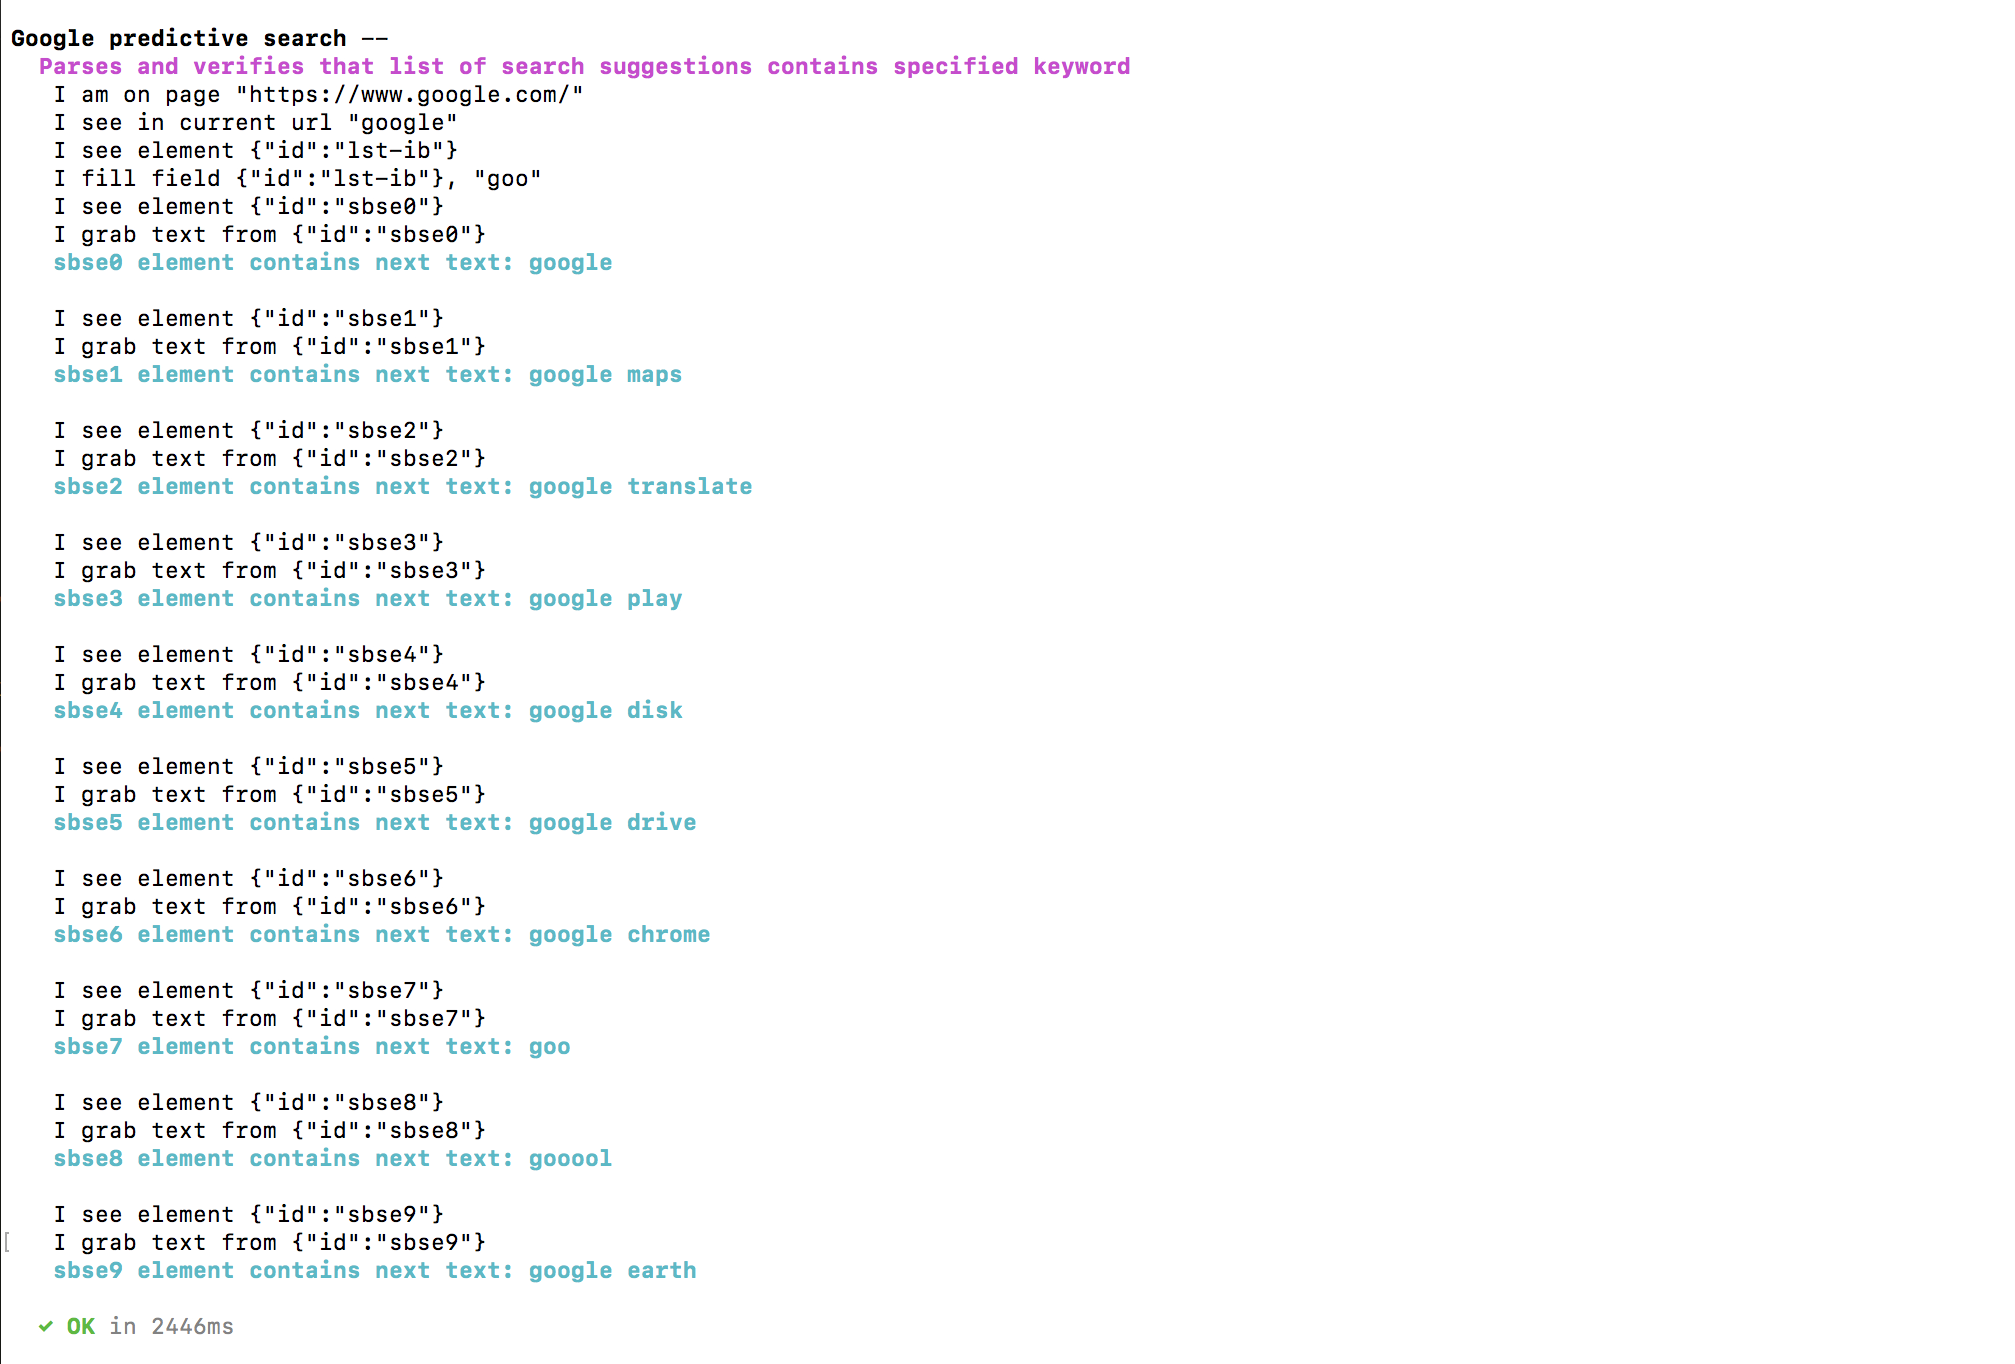 Google predictive search --
Parses and verifies that list of search suggestions contains specified keyword
I am on page "https://www.google.com/"
I see in current url "google"
I see element {"id":"lst-ib"}
I fill field {"id":"lst-ib"}, "goo"
I see element {"id":"sbse0"}
I grab text from {"id":"sbse0"}
sbse0 element contains next text: google
I see element {"id":"sbse1"}
I grab text from {"id":"sbse1"}
sbse1 element contains next text: google maps
I see element {"id":"sbse2"}
I grab text from {"id":"sbse2"}
sbse2 element contains next text: google translate
I see element {"id":"sbse3"}
I grab text from {"id":"sbse3"}
sbse3 element contains next text: google play
I see element {"id":"sbse4"}
I grab text from {"id":"sbse4"}
sbse4 element contains next text: google disk
I see element {"id":"sbse5"}
I grab text from {"id":"sbse5"}
sbse5 element contains next text: google drive
I see element {"id":"sbse6"}
I grab text from {"id":"sbse6"}
sbse6 element contains next text: google chrome
I see element {"id":"sbse7"}
I grab text from {"id":"sbse7"}
sbse7 element contains next text: goo
I see element {"id":"sbse8"}
I grab text from {"id":"sbse8"}
sbse8 element contains next text: gooool
I see element {"id":"sbse9"}
[ I grab text from {"id":"sbse9"}
sbse9 element contains next text: google earth
✔ OK in 2446ms